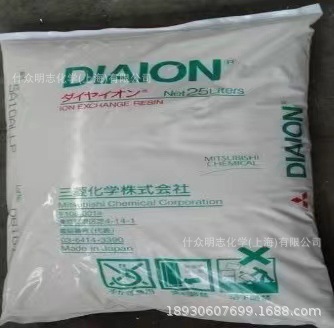 什众明志化学(上海)有限公司
DIAION®
Net 25 Liters
ダイヤイオン®
ION EXCHANGE RESIN
MITSUBISHI
CHEMICAL
DIAION
三菱化学株式会社
Mitsubishi Chemical Corporation
03-6414-3390
Made in Japan
什众明志化学(上海)有限公司
18930607699.1688.com